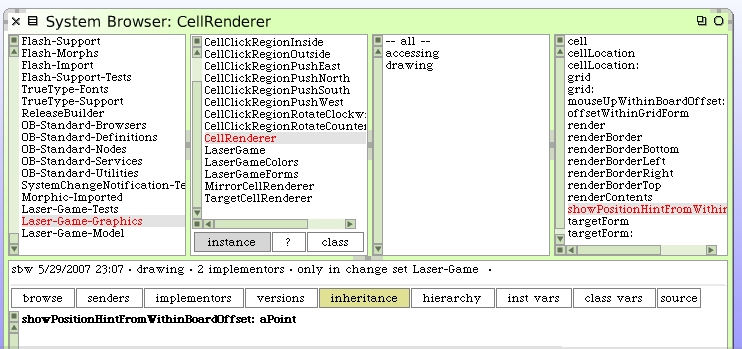 System Browser: CellRenderer
Flash-Support
Flash-Morphs
Flash-Import
Flash-Support-Tests
TrueType-Fonts
TrueType-Support
ReleaseBuilder
OB-Standard-Browsers
OB-Standard-Definitions
OB-Standard-Nodes
OB-Standard-Services
OB-Standard-Utilities
SystemChangeNotification-Te
Morphic-Imported
Laser-Game-Tests
Laser-Game-Graphics
Laser-Game-Model
CellClickRegionInside
CellClickRegionOutside
CellClickRegionPushEast
CellClickRegionPushNorth
CellClickRegionPushSouth
CellClickRegionPushWest
CellClickRegionRotateClockw
CellClickRegionRotateCounter
CellRenderer
LaserGame
LaserGameColors
LaserGameForms
MirrorCellRenderer
TargetCellRenderer
instance ? class
-- all --
accessing
drawing
cell
cellLocation
cellLocation:
grid
grid:
mouseUpWithinBoardOffset:
offsetWithinGridForm
render
renderBorder
renderBorderBottom
renderBorderLeft
renderBorderRight
renderBorderTop
renderContents
showPositionHintFromWithin
targetForm
targetForm:
sbw 5/29/2007 23:07 · drawing · 2 implementors · only in change set Laser-Game ·
browse senders implementors versions inheritance hierarchy inst vars class vars source
showPositionHintFromWithinBoardOffset: aPoint